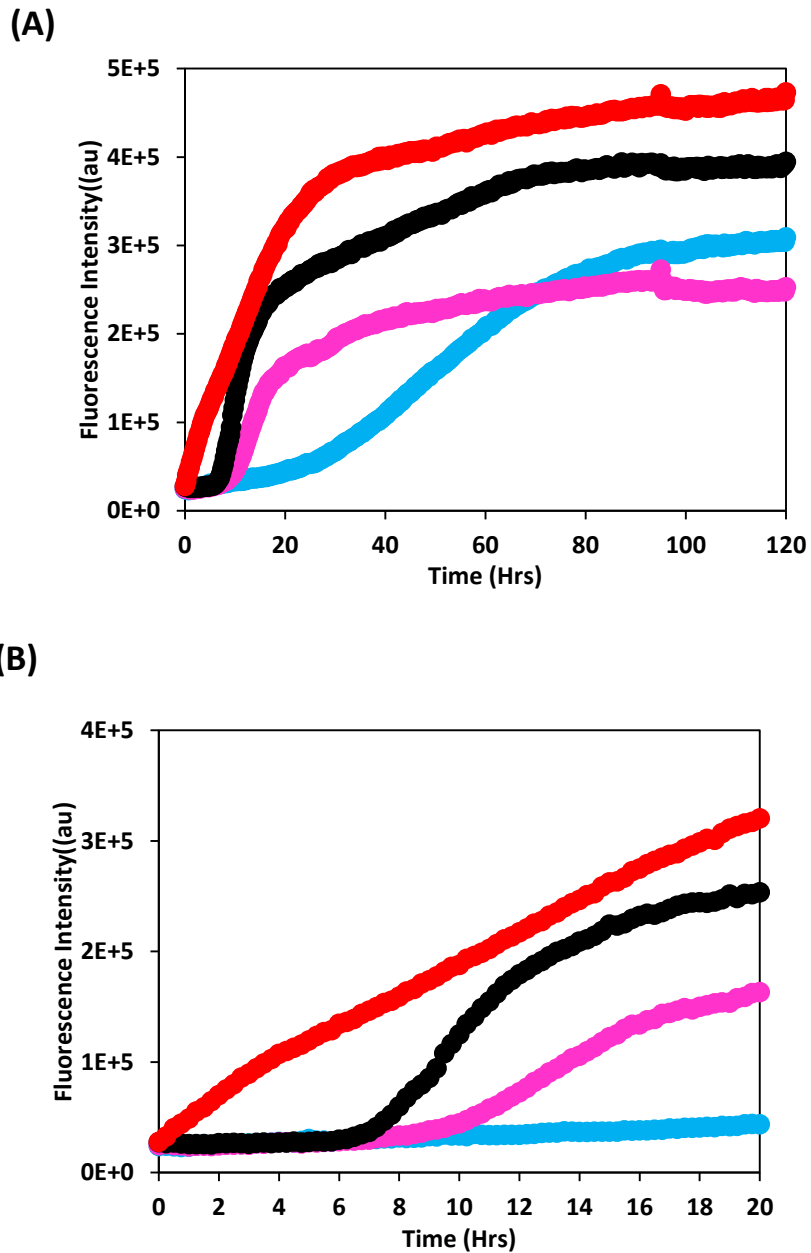 (A)
5E+5
4E+5
3E+5
2E+5
1E+5
0E+0
Fluorescence Intensity((au)
0 20 40 60 80 100 120
Time (Hrs)
(B)
4E+5
3E+5
2E+5
1E+5
0E+0
Fluorescence Intensity((au)
0 2 4 6 8 10 12 14 16 18 20
Time (Hrs)